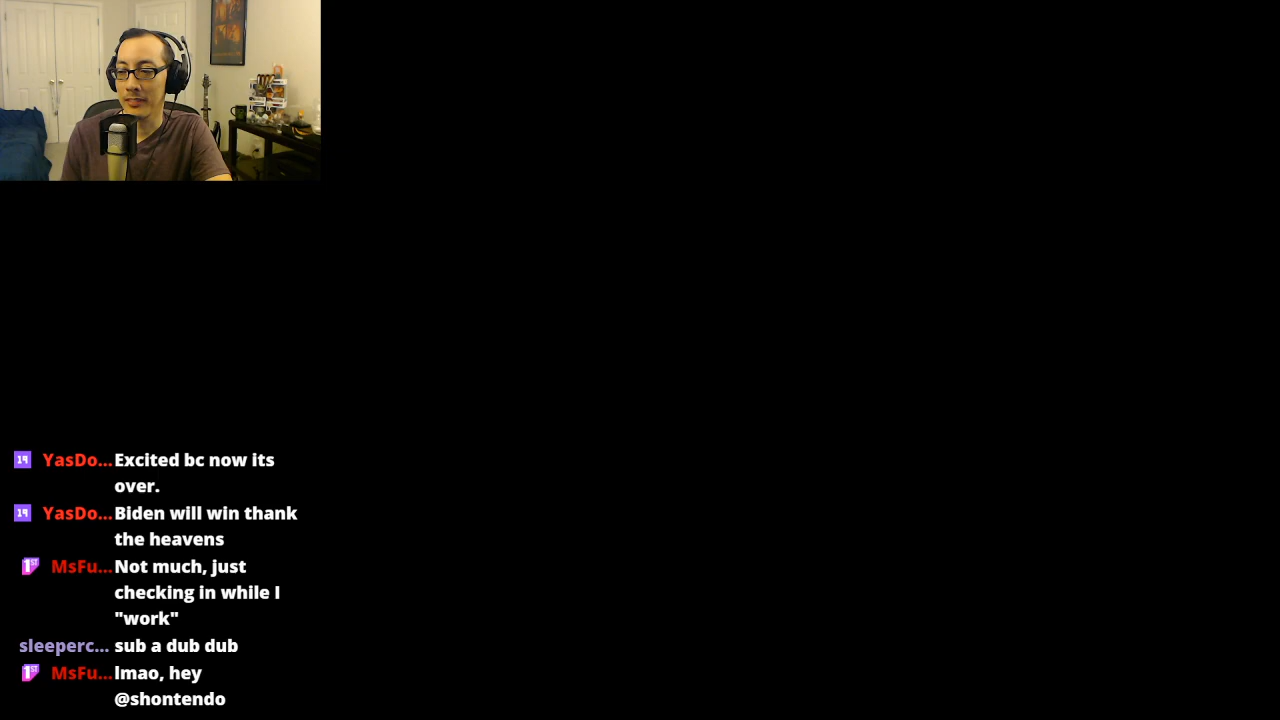 YasDo... Excited bc now its
over.
YasDo... Biden will win thank
the heavens
MsFu... Not much, just
checking in while I
"work"
sleeperc... sub a dub dub
MsFu... lmao, hey
@shontendo